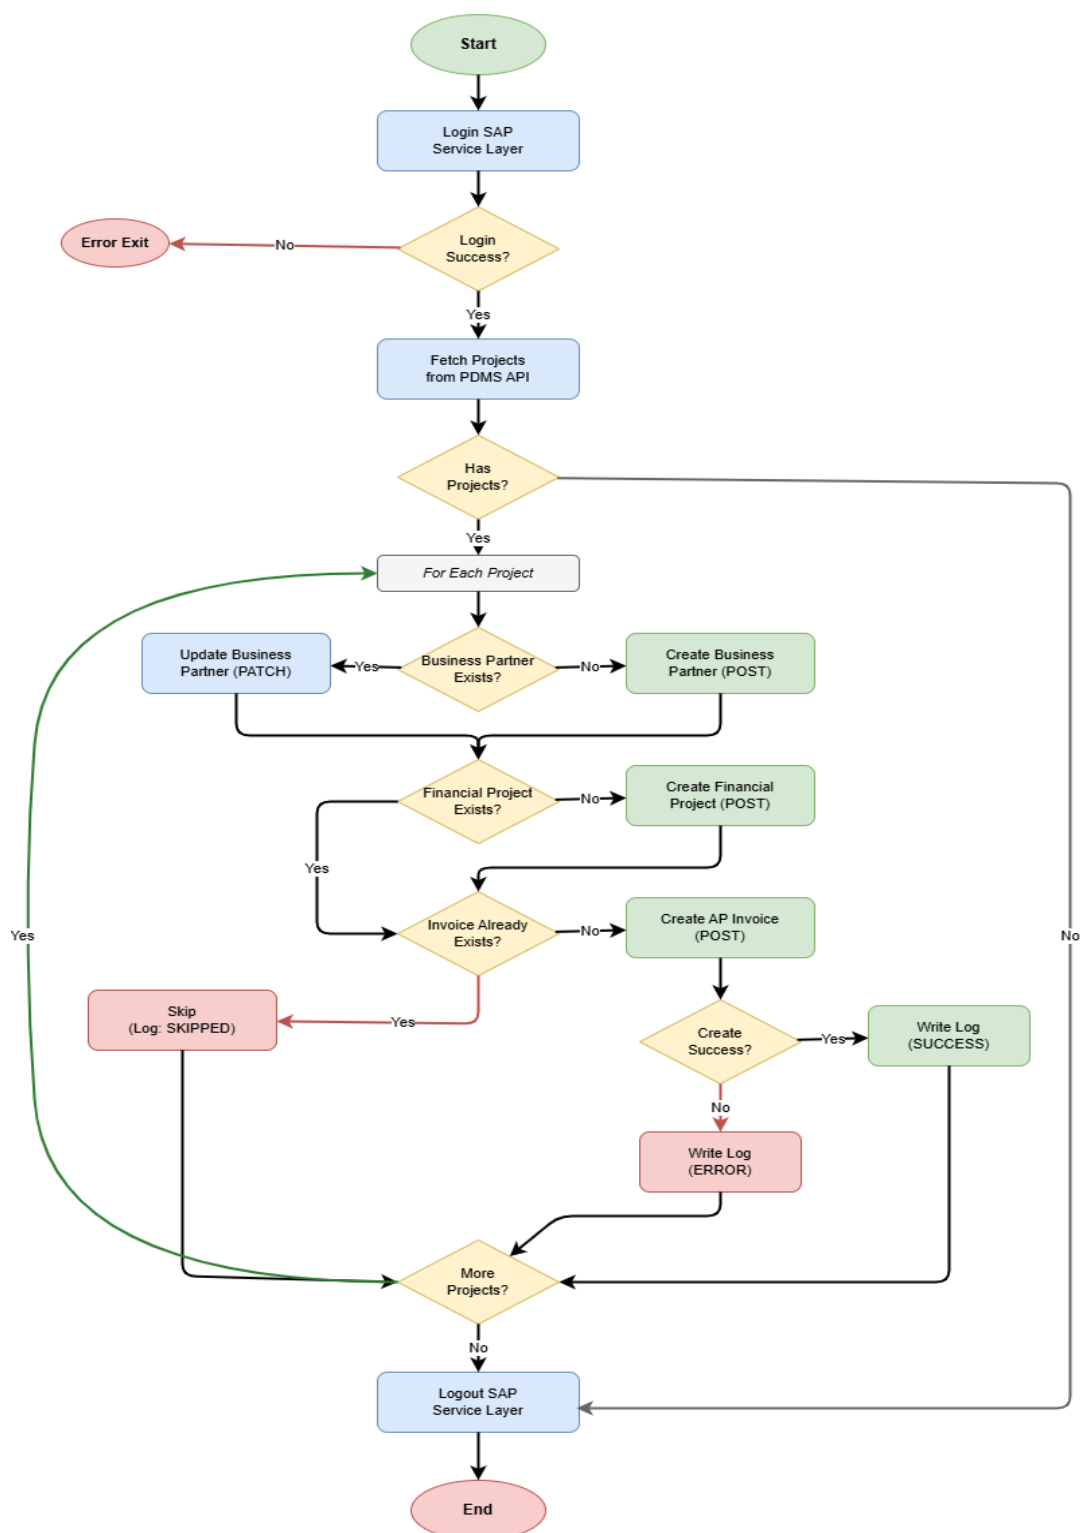 Start
Login SAP
Service Layer
Login
Success?
No
Error Exit
Yes
Fetch Projects
from PDMS API
Has
Projects?
Yes
For Each Project
Update Business
Partner (PATCH)
Yes
Business Partner
Exists?
No
Create Business
Partner (POST)
Financial Project
Exists?
No
Create Financial
Project (POST)
Yes
Invoice Already
Exists?
No
Create AP Invoice
(POST)
Yes
No
Skip
(Log: SKIPPED)
Yes
Create
Success?
Yes
Write Log
(SUCCESS)
No
Write Log
(ERROR)
More
Projects?
No
Logout SAP
Service Layer
End